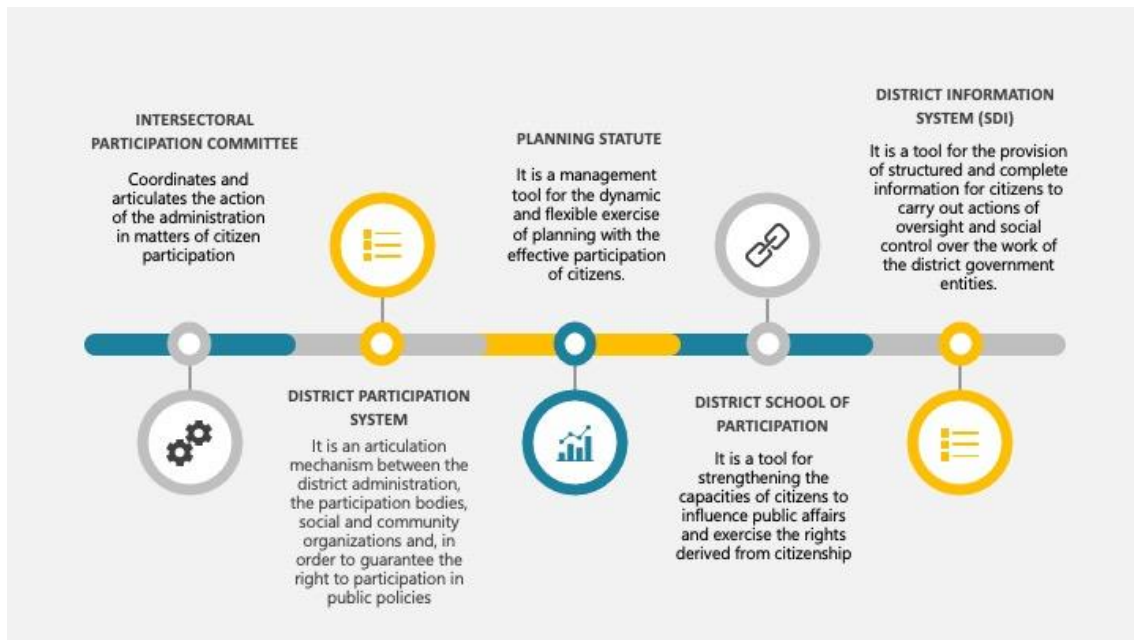 INTERSECTORAL
PARTICIPATION COMMITTEE
Coordinates and
articulates the action
of the administration
in matters of citizen
participation
DISTRICT PARTICIPATION
SYSTEM
It is an articulation
mechanism between the
district administration,
the participation bodies,
social and community
organizations and, in
order to guarantee the
right to participation in
public policies
PLANNING STATUTE
It is a management
tool for the dynamic
and flexible exercise
of planning with the
effective participation
of citizens.
DISTRICT SCHOOL OF
PARTICIPATION
It is a tool for
strengthening the
capacities of citizens to
influence public affairs
and exercise the rights
derived from citizenship
DISTRICT INFORMATION
SYSTEM (SDI)
It is a tool for the provision
of structured and complete
information for citizens to
carry out actions of
oversight and social
control over the work of
the district government
entities.